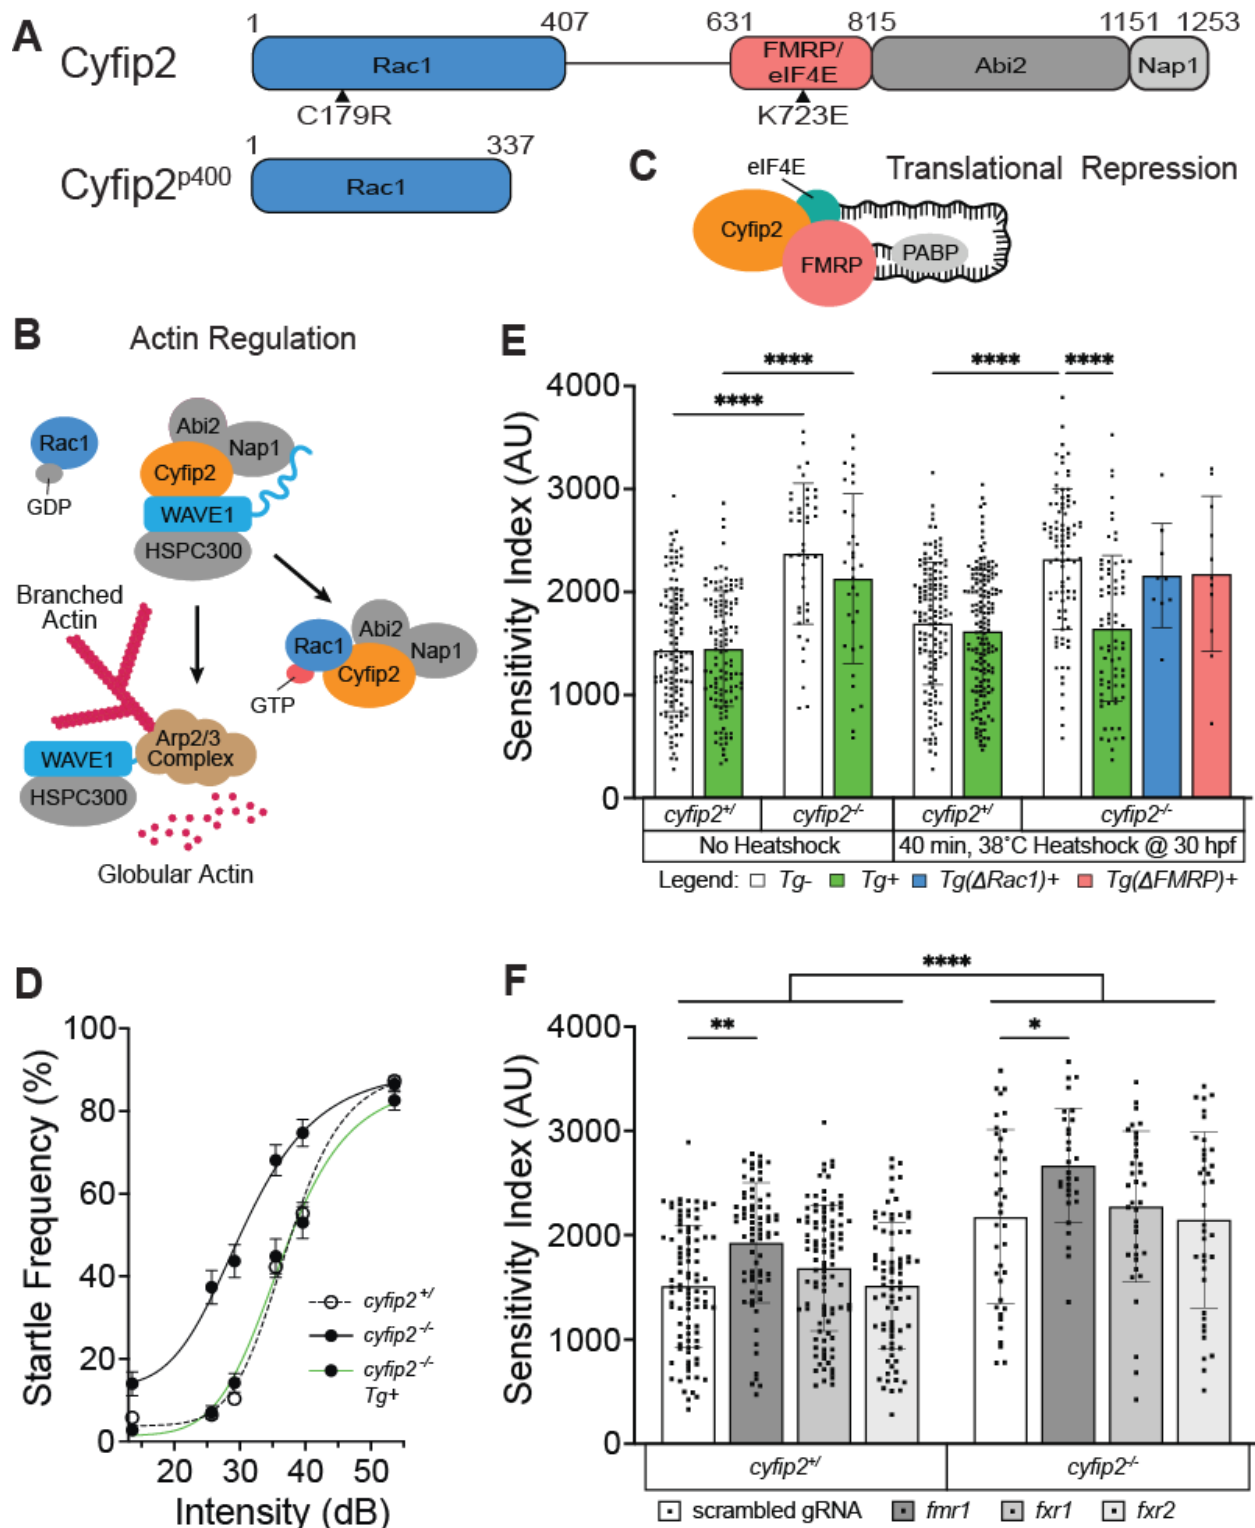 A
Cyfip2
1
407
631
815
1151
1253
Rac1
FMRP/
eIF4E
Abi2
Nap1
C179R
K723E
Cyfip2p400
1
337
Rac1
C
Translational Repression
eIF4E
Cyfip2
FMRP
PABP
B
Actin Regulation
Rac1
GDP
Abi2
Nap1
Cyfip2
WAVE1
HSPC300
Branched
Actin
Rac1
Abi2
Nap1
Cyfip2
GTP
WAVE1
HSPC300
Arp2/3
Complex
Globular Actin
E
Sensitivity Index (AU)
4000
3000
2000
1000
0
****
****
****
****
cyfip2+/
cyfip2-/-
cyfip2+/
cyfip2-/-
No Heatshock
40 min, 38°C Heatshock @ 30 hpf
Legend: Tg- Tg+ Tg(ΔRac1)+ Tg(ΔFMRP)+
D
Startle Frequency (%)
100
80
60
40
20
0
20 30 40 50
Intensity (dB)
cyfip2+/
cyfip2-/-
cyfip2-/-
Tg+
F
Sensitivity Index (AU)
4000
3000
2000
1000
0
****
**
*
cyfip2+/
cyfip2-/-
scrambled gRNA fmr1 fxr1 fxr2